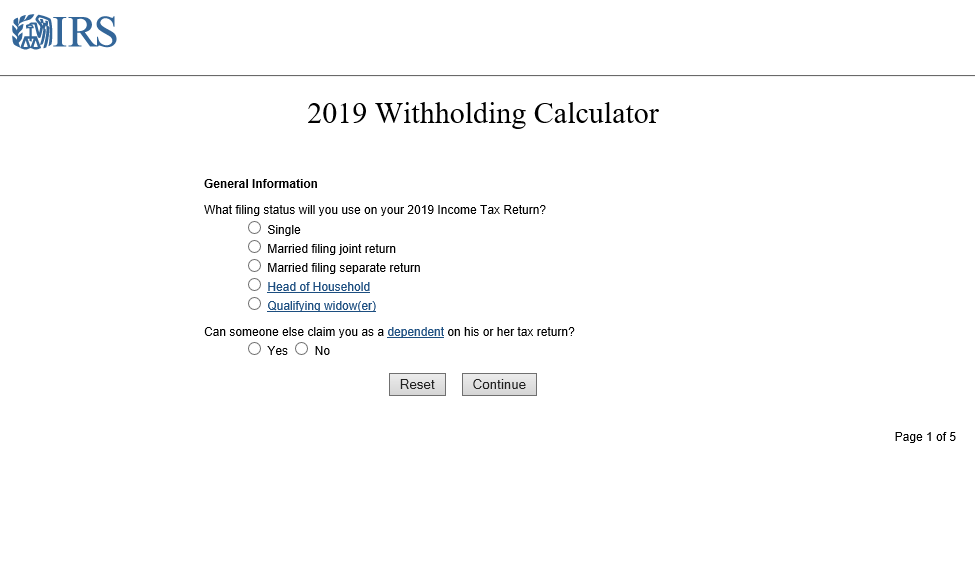 IRS
2019 Withholding Calculator
General Information
What filing status will you use on your 2019 Income Tax Return?
Single
Married filing joint return
Married filing separate return
Head of Household
Qualifying widow(er)
Can someone else claim you as a dependent on his or her tax return?
Yes No
Reset Continue
Page 1 of 5